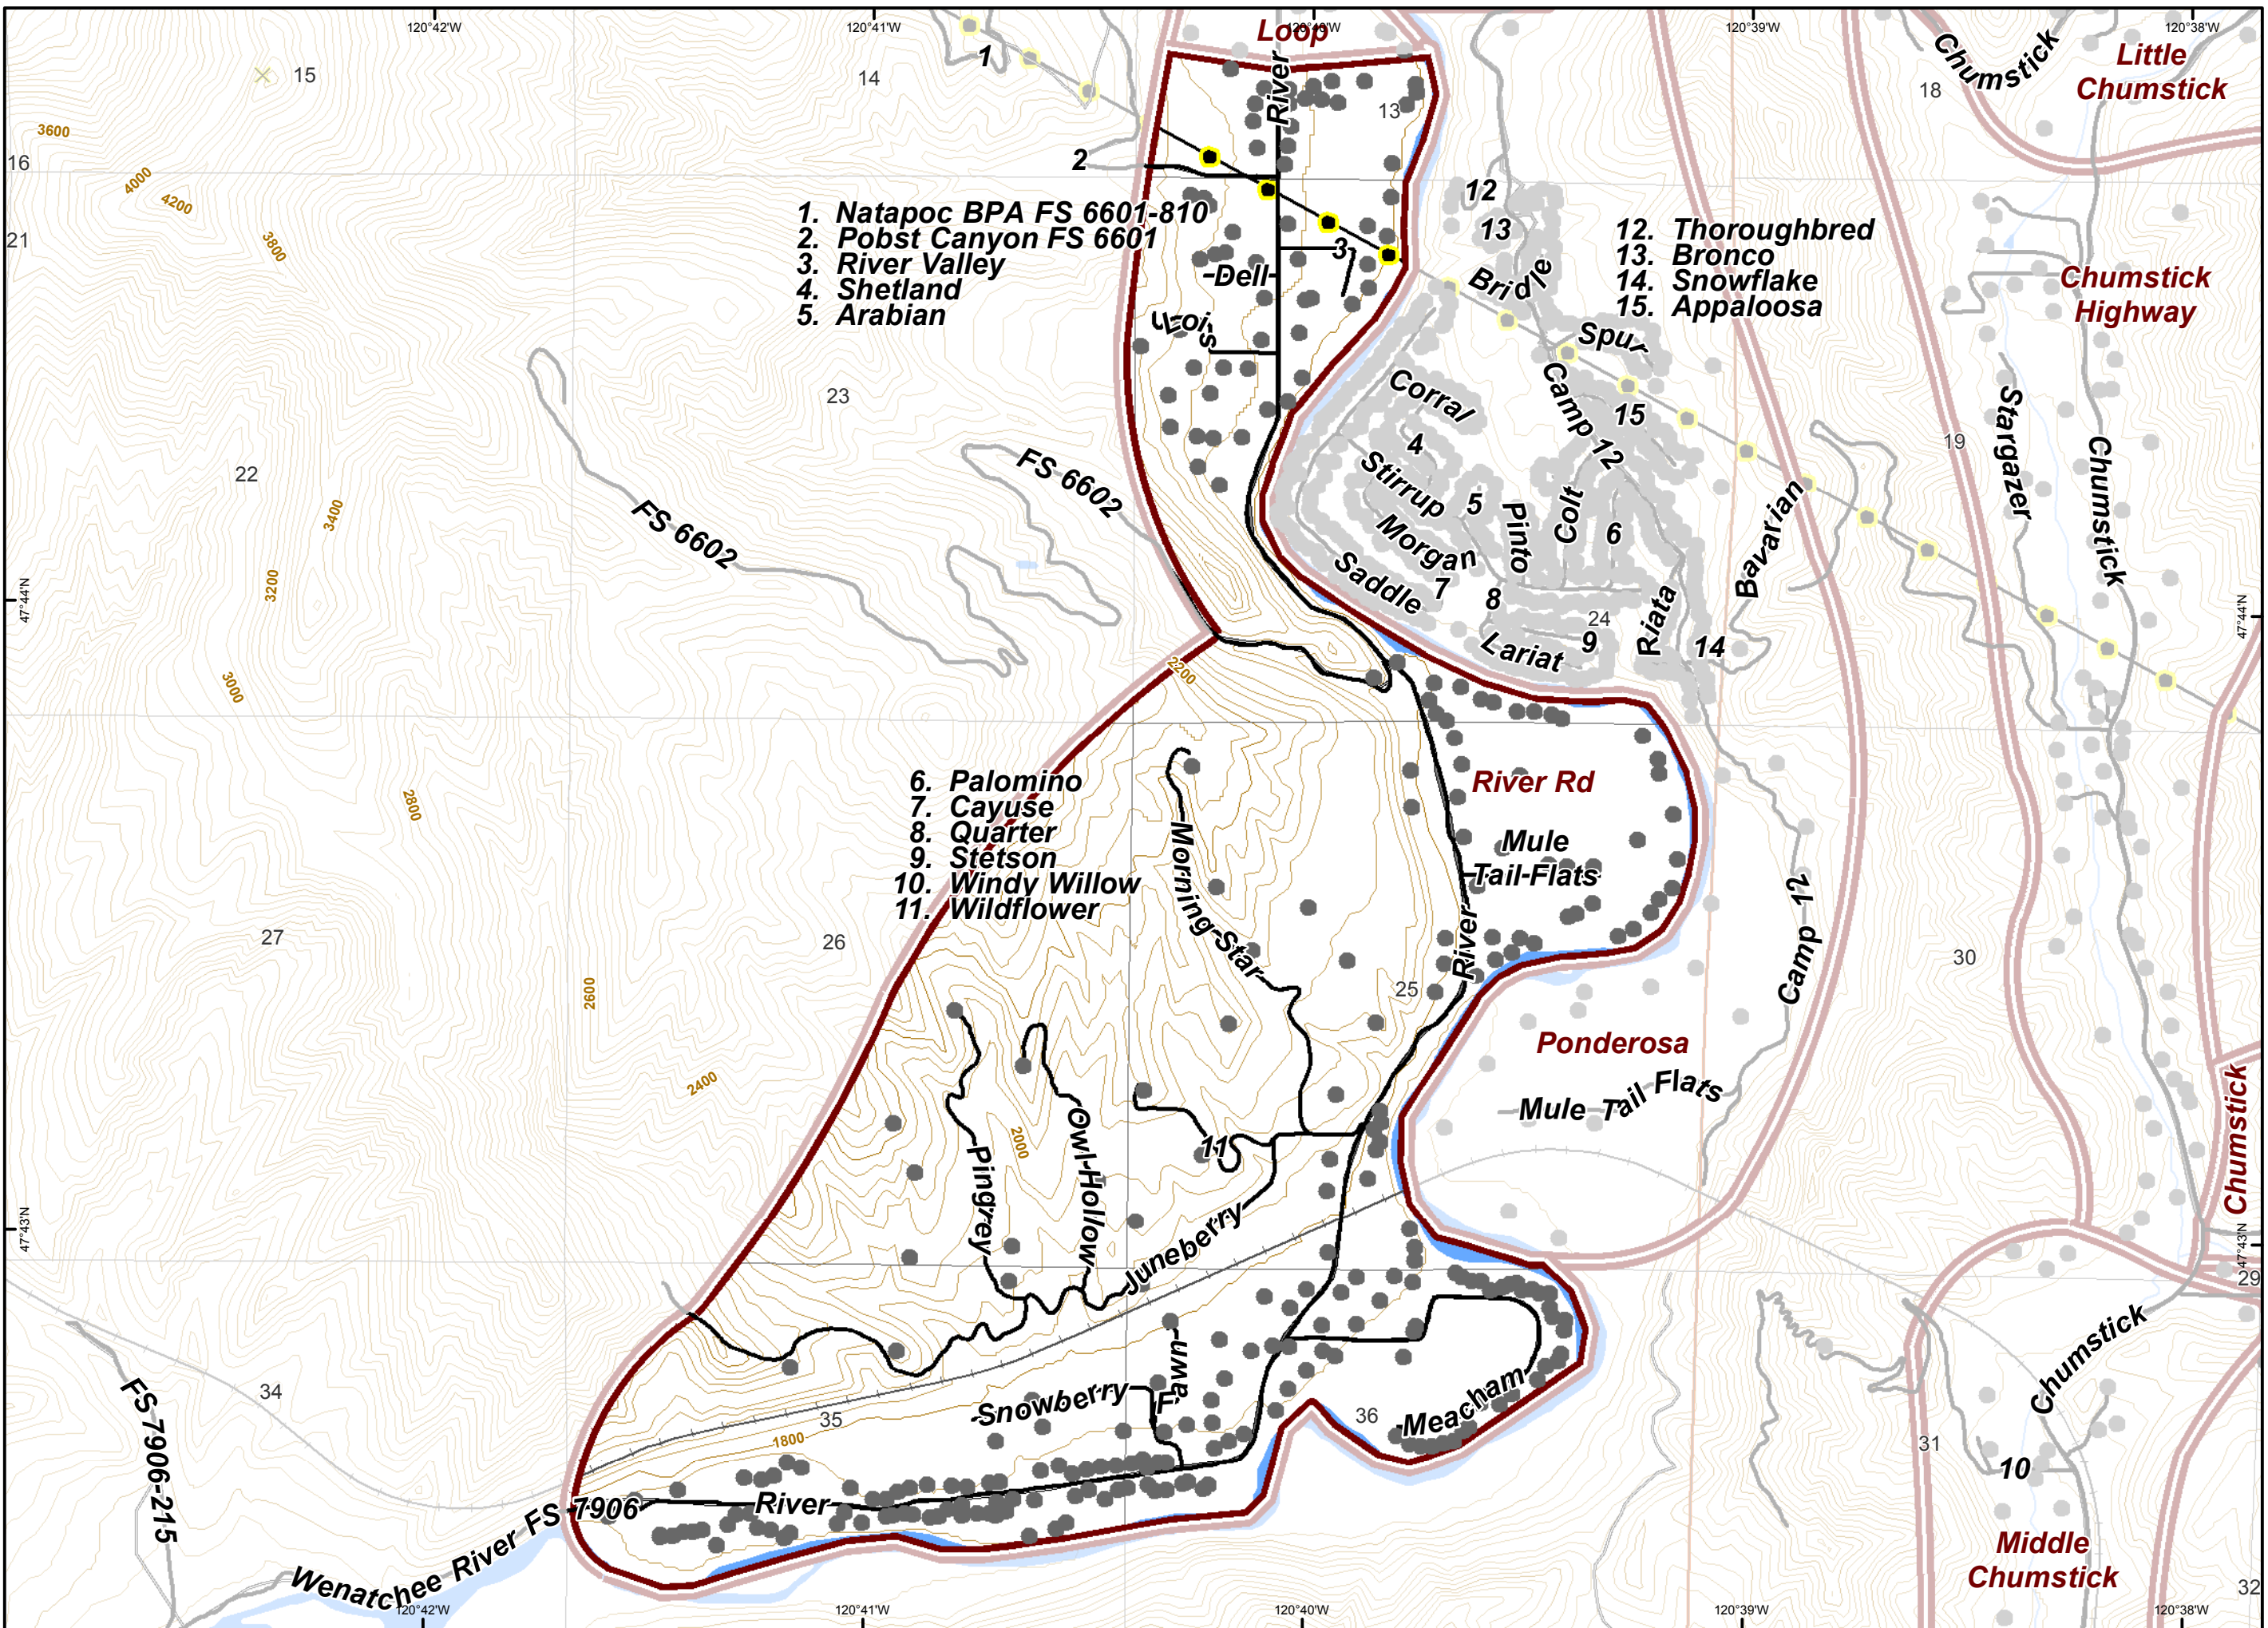 120°42'W
120°41'W
120°40'W
120°39'W
120°38'W
Loop
River
1
15
14
13
18
Chumstick
Little
Chumstick
3600
16
4000
4200
3800
21
2
1. Natapoc BPA FS 6601-810
2. Pobst Canyon FS 6601
3. River Valley
4. Shetland
5. Arabian
3
Dell
Lois
12
13
Bridle
12. Thoroughbred
13. Bronco
14. Snowflake
15. Appaloosa
Chumstick
Highway
Spur
Corral
Camp 12
15
23
22
19
4
Stirrup
5
Pinto
Colt
6
Morgan
Saddle
7
8
24
Lariat
9
Riata
14
Bavarian
Stargazer
Chumstick
FS 6602
FS 6602
3400
3200
3000
2800
2600
2400
2200
47°44'N
47°44'N
6. Palomino
7. Cayuse
8. Quarter
9. Stetson
10. Windy Willow
11. Wildflower
Morning Star
River Rd
Mule
Tail Flats
River
25
26
27
30
Camp 12
Ponderosa
Mule Tail Flats
Chumstick
Pingrey
2000
Owl Hollow
11
Juneberry
47°43'N
47°43'N
29
Fawn
Snowberry
Meacham
36
35
34
31
32
1800
River
FS 7906-215
Wenatchee River FS 7906
Chumstick
10
Middle
Chumstick
120°42'W
120°41'W
120°40'W
120°39'W
120°38'W